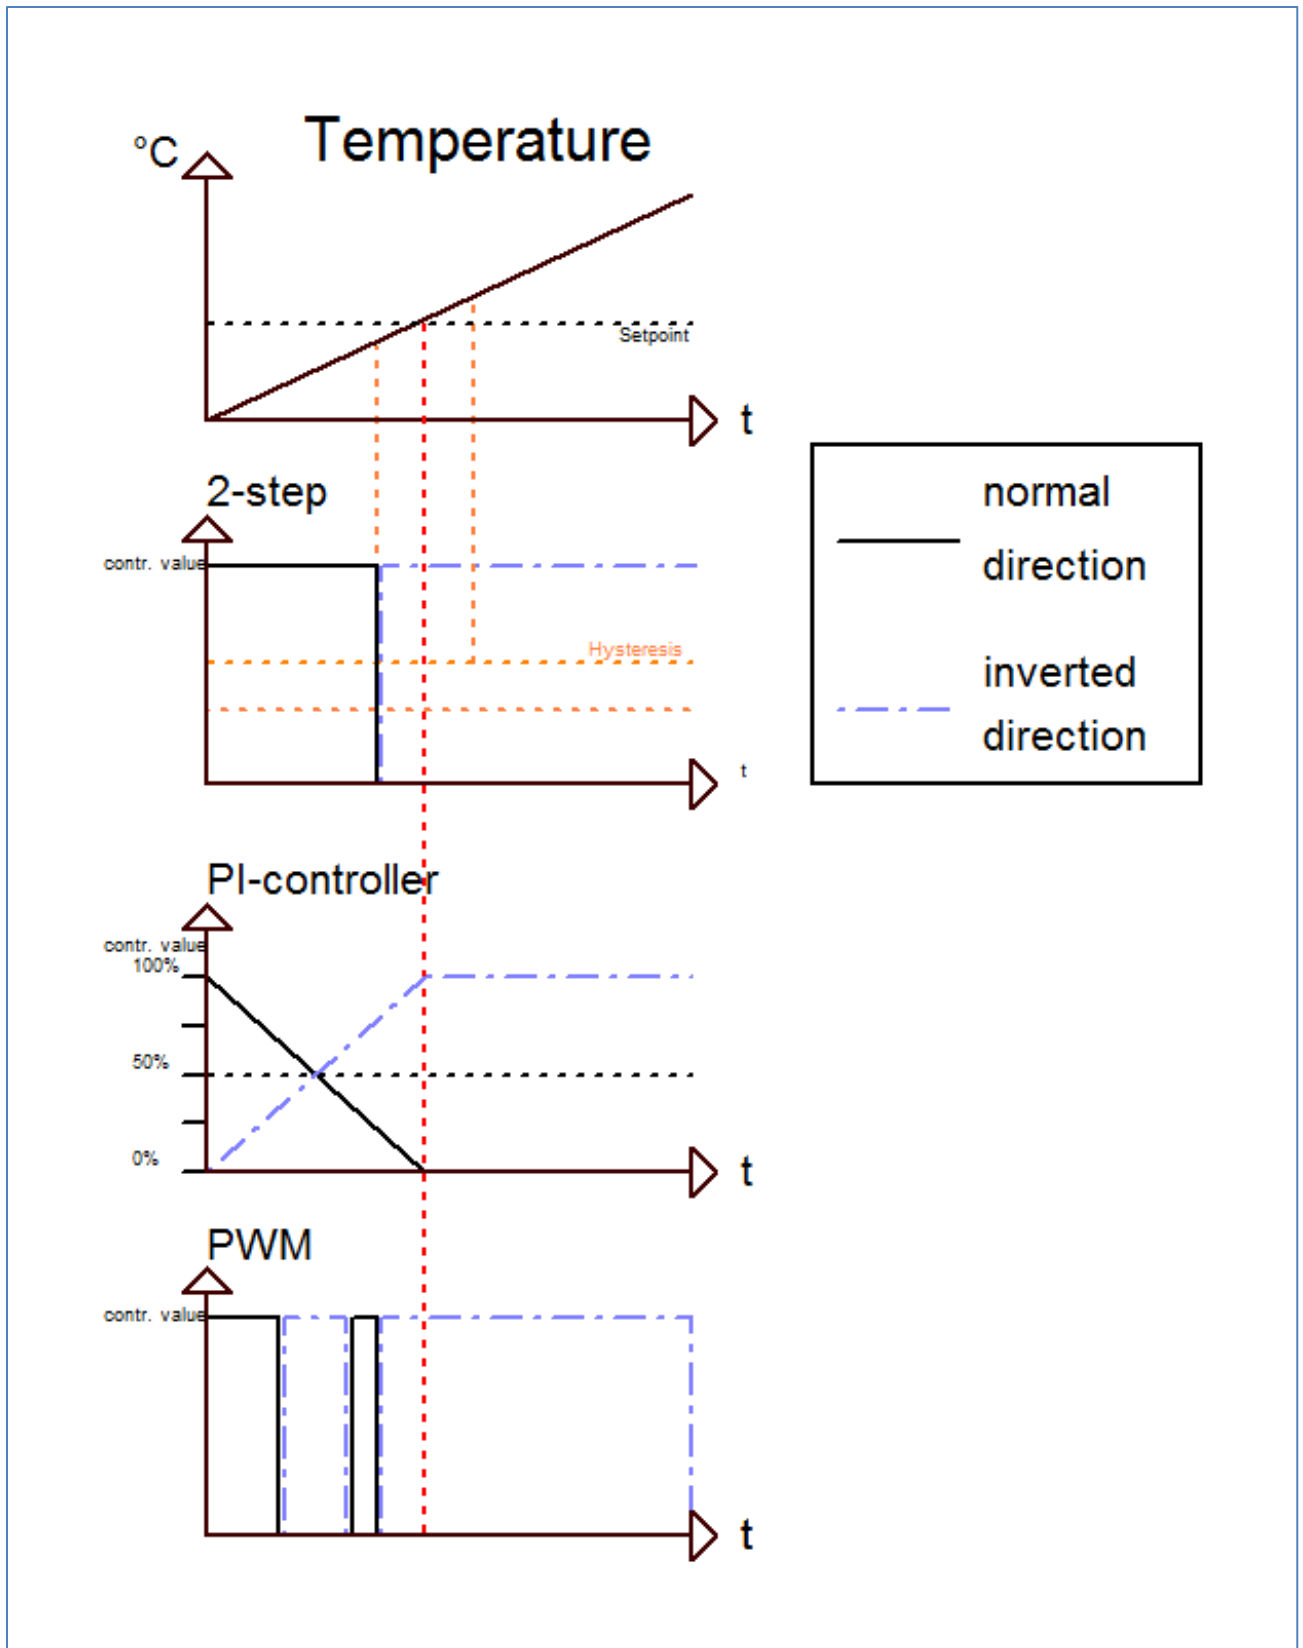 Temperature
°C
Setpoint
t
2-step
contr. value
Hysteresis
t
normal
direction
inverted
direction
PI-controller
contr. value
100%
50%
0%
t
PWM
contr. value
t